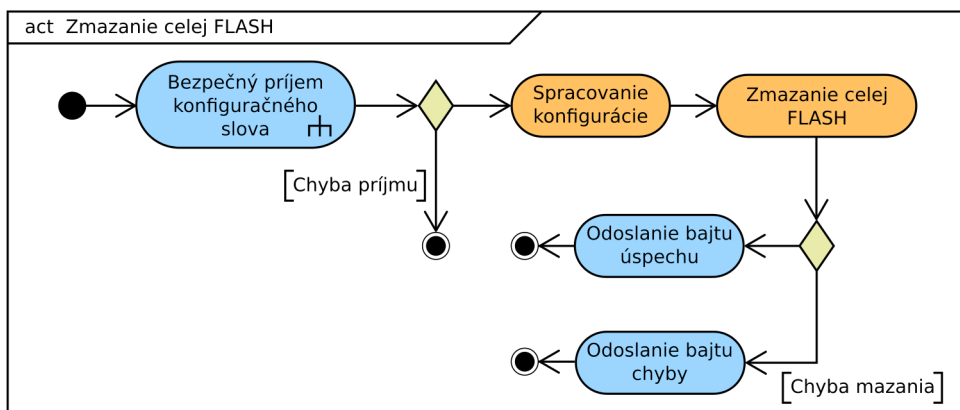 act Zmazanie celej FLASH
Bezpečný príjem
konfiguračného
slova
Spracovanie
konfigurácie
Zmazanie celej
FLASH
[Chyba príjmu]
Odoslanie bajtu
úspechu
Odoslanie bajtu
chyby
[Chyba mazania]